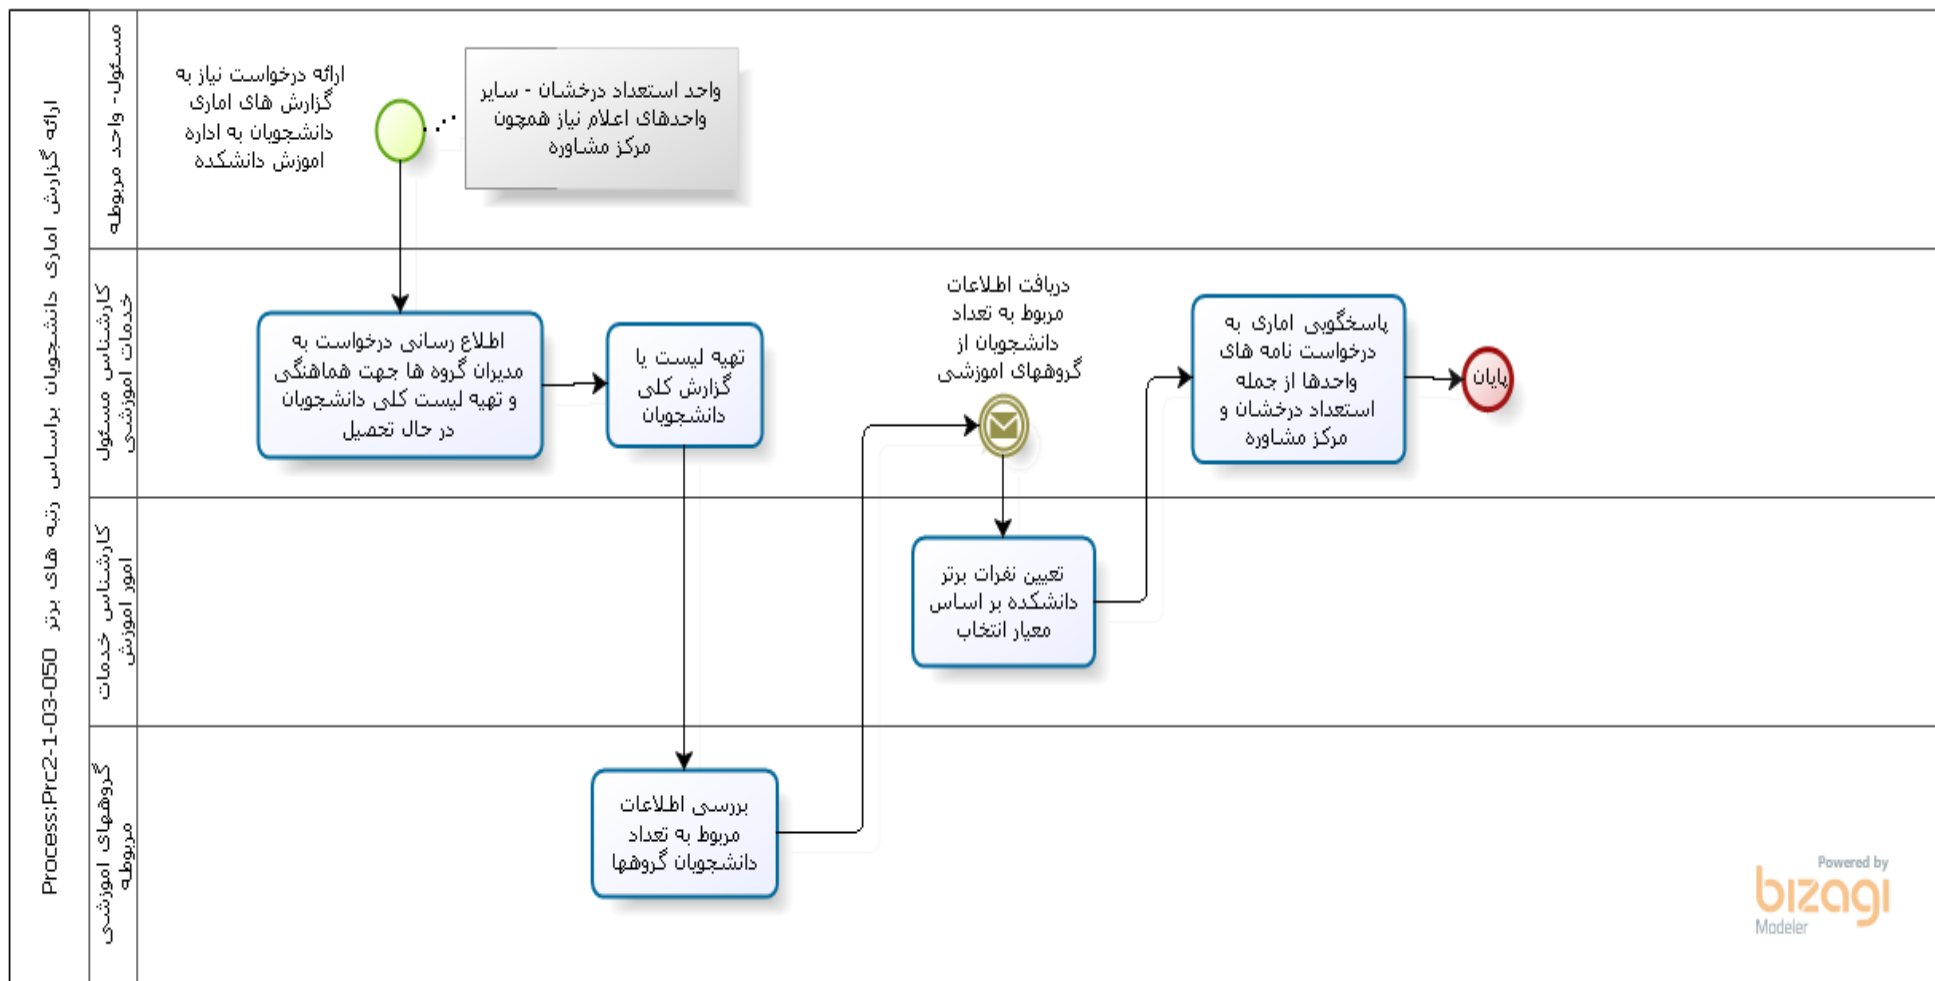 ارائه گزارش اماری دانشجویان براساس رتبه های برتر Process:Prc2-1-03-050
مسئول- واحد مربوطه
ارائه درخواست نیاز به
گزارش های اماری
دانشجویان به اداره
اموزش دانشکده
واحد استعداد درخشان - سایر
واحدهای اعلام نیاز همچون
مرکز مشاوره
کارشناس مسئول
خدمات اموزشی
اطلاع رسانی درخواست به
مدیران گروه ها جهت هماهنگی
و تهیه لیست کلی دانشجویان
در حال تحصیل
تهیه لیست یا
گزارش کلی
دانشجویان
دریافت اطلاعات
مربوط به تعداد
دانشجویان از
گروههای اموزشی
پاسخگویی اماری به
درخواست نامه های
واحدها از جمله
استعداد درخشان و
مرکز مشاوره
پایان
کارشناس خدمات
امور اموزش
تعیین نفرات برتر
دانشکده بر اساس
معیار انتخاب
گروههای اموزشی
مربوطه
بررسی اطلاعات
مربوط به تعداد
دانشجویان گروهها
Powered by
bizagi
Modeler